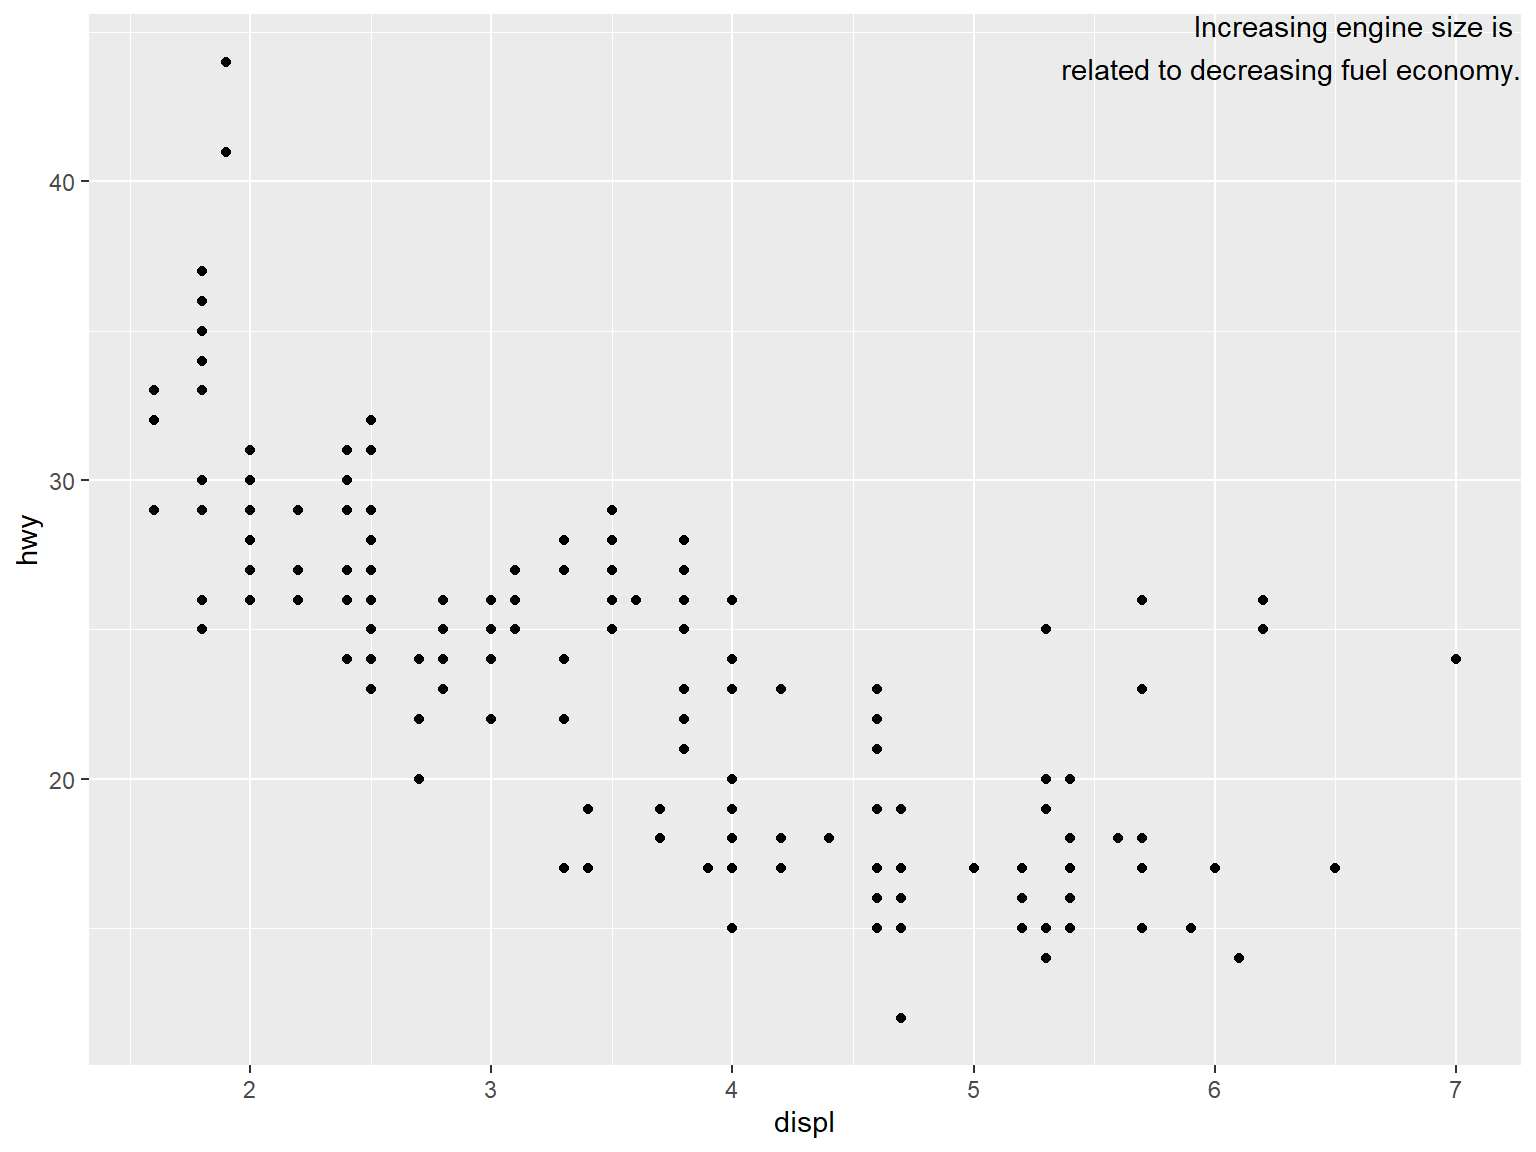 Increasing engine size is
related to decreasing fuel economy.
40
30
20
hwy
2 3 4 5 6 7
displ